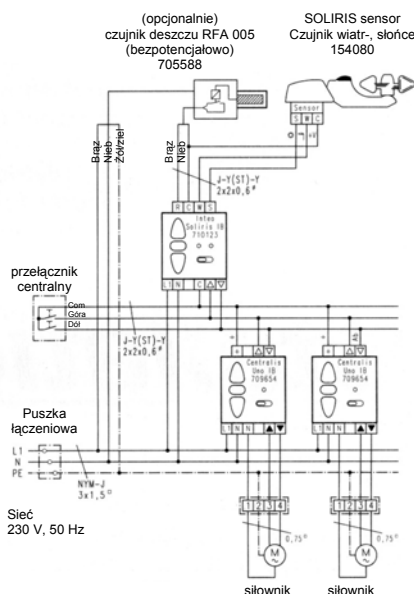 (opcjonalnie)
czujnik deszczu RFA 005
(bezpotencjałowo)
705588
SOLIRIS sensor
Czujnik wiatr-, słońce
154080
Sensor
S W C
+V
Brąz
Nieb
Żół/ziel
Brąz
Nieb
J-Y(ST)-Y
2x2x0,6
R C W S
Inteo
Soliris IB
710123
L1 N C
przełącznik
centralny
Com
Góra
Dół
J-Y(ST)-Y
2x2x0,6
Centralis
Uno IB
709654
L1 N N
Centralis
Uno IB
709654
L1 N N
Puszka
łączeniowa
L1
N
PE
NYM-J
3x1,5
Sieć
230 V, 50 Hz
1 2 3 4
0,75
M
siłownik
1 2 3 4
0,75
M
siłownik